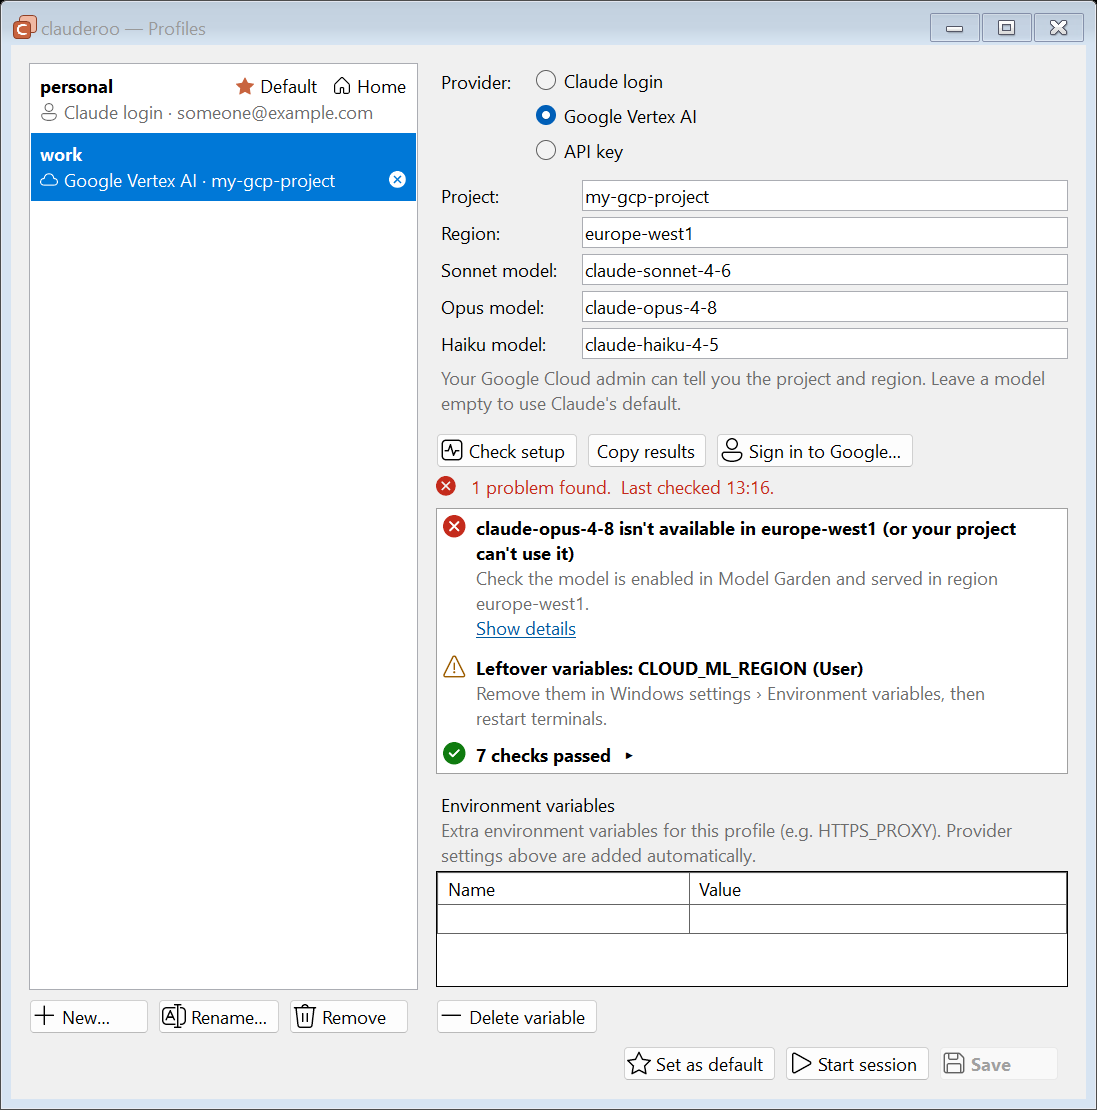 clauderoo — Profiles
personal Default Home
Claude login · someone@example.com
work
Google Vertex AI · my-gcp-project
Provider: Claude login
Google Vertex AI
API key
Project: my-gcp-project
Region: europe-west1
Sonnet model: claude-sonnet-4-6
Opus model: claude-opus-4-8
Haiku model: claude-haiku-4-5
Your Google Cloud admin can tell you the project and region. Leave a model
empty to use Claude's default.
Check setup Copy results Sign in to Google...
1 problem found. Last checked 13:16.
claude-opus-4-8 isn't available in europe-west1 (or your project
can't use it)
Check the model is enabled in Model Garden and served in region
europe-west1.
Show details
Leftover variables: CLOUD_ML_REGION (User)
Remove them in Windows settings › Environment variables, then
restart terminals.
7 checks passed
Environment variables
Extra environment variables for this profile (e.g. HTTPS_PROXY). Provider
settings above are added automatically.
Name Value
New... Rename... Remove Delete variable
Set as default Start session Save